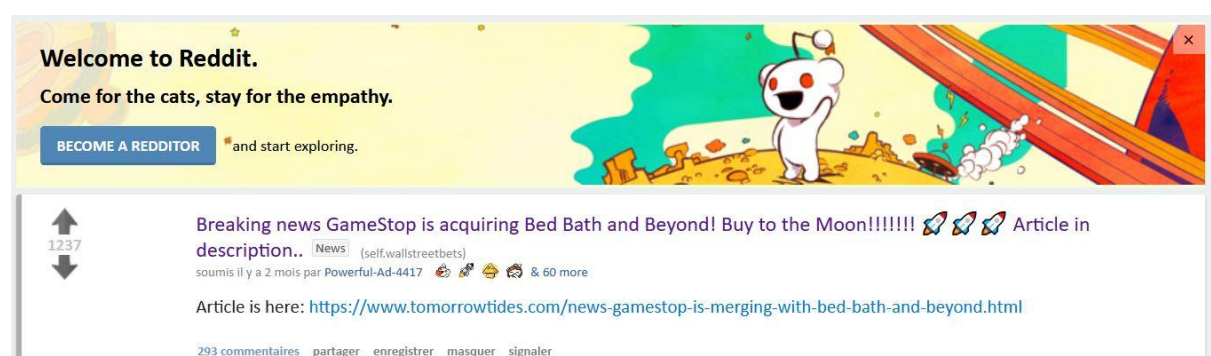 Welcome to Reddit.
×
Come for the cats, stay for the empathy.
BECOME A REDDITOR and start exploring.
1237
Breaking news GameStop is acquiring Bed Bath and Beyond! Buy to the Moon!!!!!!! 🚀 🚀 🚀 Article in
description.. News (self.wallstreetbets)
soumis il y a 2 mois par Powerful-Ad-4417 & 60 more
Article is here: https://www.tomorrowtides.com/news-gamestop-is-merging-with-bed-bath-and-beyond.html
293 commentaires partager enregistrer masquer signaler